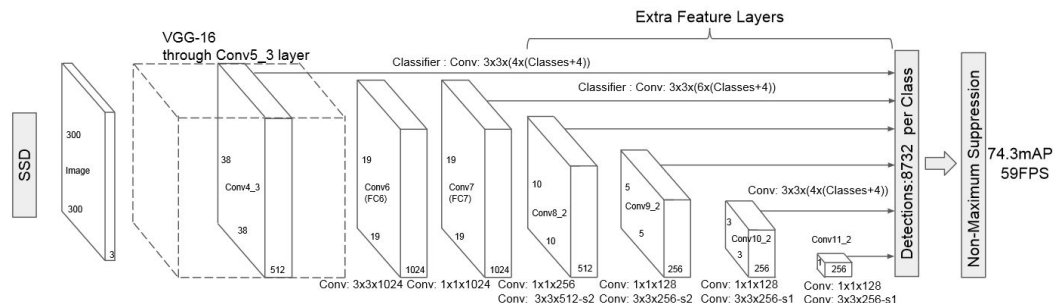 Extra Feature Layers
VGG-16
through Conv5_3 layer
Classifier : Conv: 3x3x(4x(Classes+4))
Classifier : Conv: 3x3x(6x(Classes+4))
Conv: 3x3x(4x(Classes+4))
SSD
300
Image
300
3
38
Conv4_3
38
512
19
Conv6
(FC6)
19
1024
19
Conv7
(FC7)
19
1024
10
Conv8_2
10
512
5
Conv9_2
5
256
3
Conv10_2
3
256
Conv11_2
1
256
Detections:8732 per Class
Non-Maximum Suppression
74.3mAP
59FPS
Conv: 3x3x1024
Conv: 1x1x1024
Conv: 1x1x256
Conv: 3x3x512-s2
Conv: 1x1x128
Conv: 3x3x256-s2
Conv: 1x1x128
Conv: 3x3x256-s1
Conv: 1x1x128
Conv: 3x3x256-s1